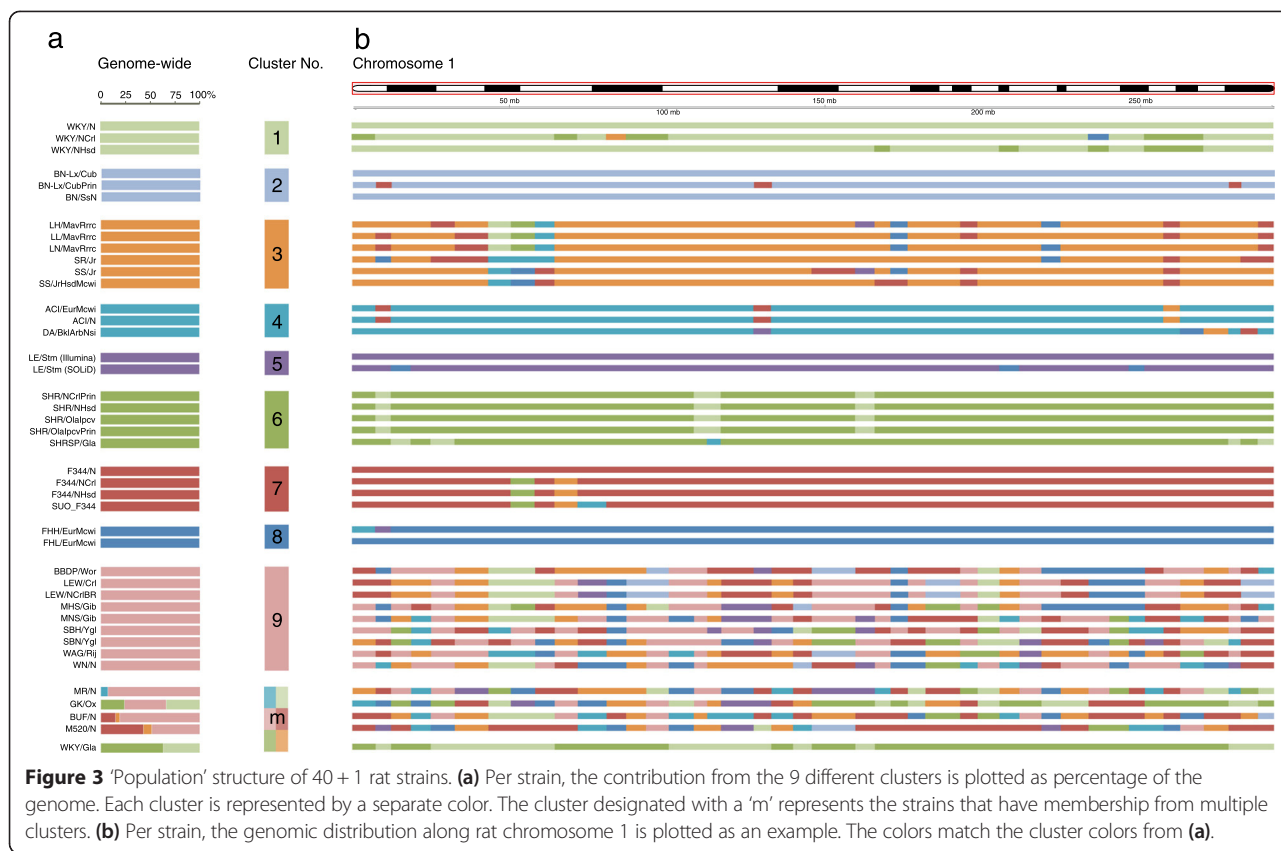 a
b
Genome-wide
Cluster No.
Chromosome 1
0 25 50 75 100%
50 mb
100 mb
150 mb
200 mb
250 mb
WKY/N
WKY/NCrl
WKY/NHsd
1
BN-Lx/Cub
BN-Lx/CubPrin
BN/SsN
2
LH/MavRrrc
LL/MavRrrc
LN/MavRrrc
SR/Jr
SS/Jr
SS/JrHsdMcwi
3
ACI/EurMcwi
ACI/N
DA/BklArbNsi
4
LE/Stm (Illumina)
LE/Stm (SOLiD)
5
SHR/NCrlPrin
SHR/NHsd
SHR/OlaIpcv
SHR/OlaIpcvPrin
SHRSP/Gla
6
F344/N
F344/NCrl
F344/NHsd
SUO_F344
7
FHH/EurMcwi
FHL/EurMcwi
8
BBDP/Wor
LEW/Crl
LEW/NCrlBR
MHS/Gib
MNS/Gib
SBH/Ygl
SBN/Ygl
WAG/Rij
WN/N
9
MR/N
GK/Ox
BUF/N
M520/N
WKY/Gla
m
Figure 3 'Population' structure of 40 + 1 rat strains. (a) Per strain, the contribution from the 9 different clusters is plotted as percentage of the
genome. Each cluster is represented by a separate color. The cluster designated with a 'm' represents the strains that have membership from multiple
clusters. (b) Per strain, the genomic distribution along rat chromosome 1 is plotted as an example. The colors match the cluster colors from (a).